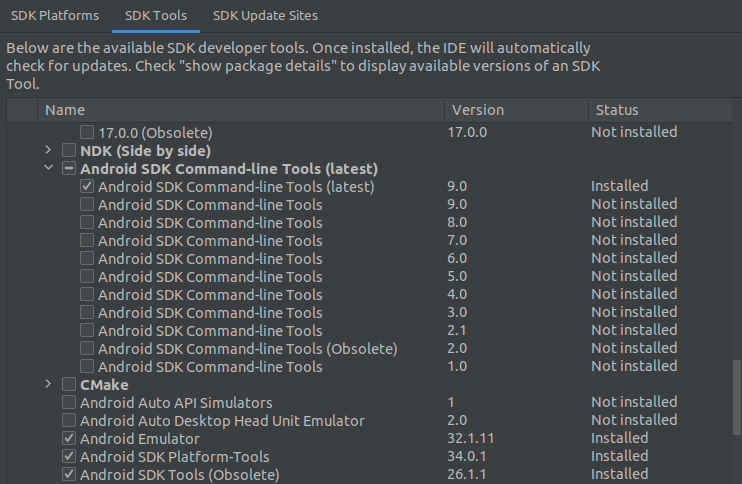 SDK Platforms SDK Tools SDK Update Sites
Below are the available SDK developer tools. Once installed, the IDE will automatically
check for updates. Check "show package details" to display available versions of an SDK
Tool.
Name Version Status
17.0.0 (Obsolete) 17.0.0 Not installed
NDK (Side by side)
Android SDK Command-line Tools (latest)
Android SDK Command-line Tools (latest) 9.0 Installed
Android SDK Command-line Tools 9.0 Not installed
Android SDK Command-line Tools 8.0 Not installed
Android SDK Command-line Tools 7.0 Not installed
Android SDK Command-line Tools 6.0 Not installed
Android SDK Command-line Tools 5.0 Not installed
Android SDK Command-line Tools 4.0 Not installed
Android SDK Command-line Tools 3.0 Not installed
Android SDK Command-line Tools 2.1 Not installed
Android SDK Command-line Tools (Obsolete) 2.0 Not installed
Android SDK Command-line Tools 1.0 Not installed
CMake
Android Auto API Simulators 1 Not installed
Android Auto Desktop Head Unit Emulator 2.0 Not installed
Android Emulator 32.1.11 Installed
Android SDK Platform-Tools 34.0.1 Installed
Android SDK Tools (Obsolete) 26.1.1 Installed